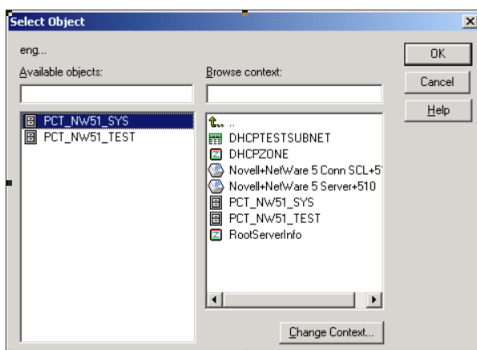 Select Object
eng...
Available objects:
Browse context:
OK
Cancel
Help
PCT_NW51_SYS
PCT_NW51_TEST
..
DHCPTESTSUBNET
DHCPZONE
Novell+NetWare 5 Conn SCL+5
Novell+NetWare 5 Server+510
PCT_NW51_SYS
PCT_NW51_TEST
RootServerInfo
Change Context...